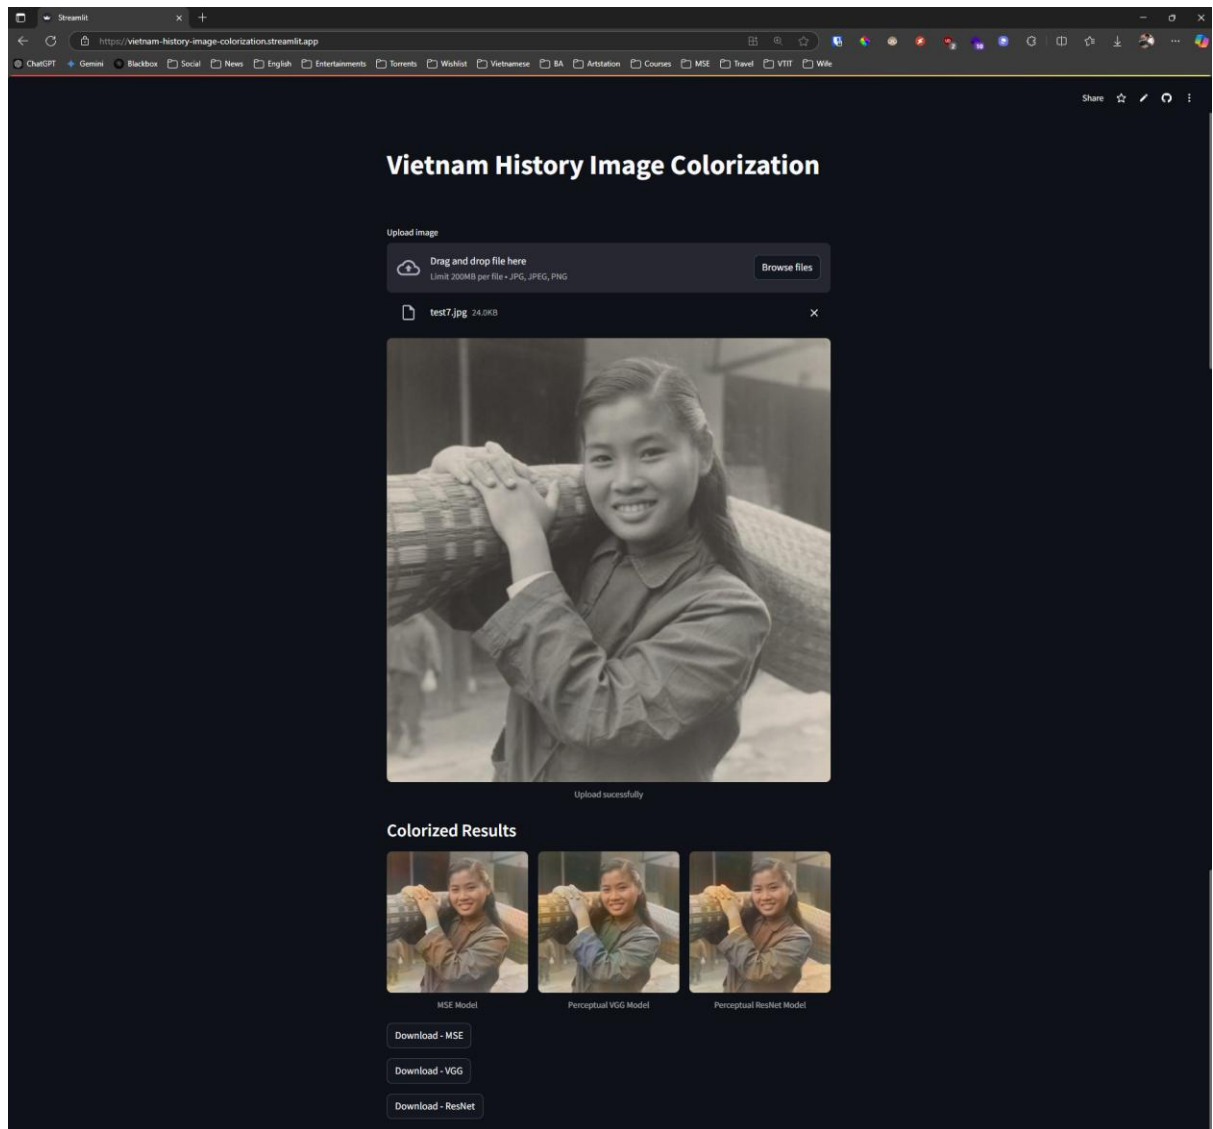 Streamlit
https://vietnam-history-image-colorization.streamlit.app
ChatGPT Gemini Blackbox Social News English Entertainments Torrents Wishlist Vietnamese BA Artstation Courses MSE Travel VTIT Wife
Share
Vietnam History Image Colorization
Upload image
Drag and drop file here
Limit 200MB per file • JPG, JPEG, PNG
Browse files
test7.jpg 24.0KB
Upload sucessfully
Colorized Results
MSE Model Perceptual VGG Model Perceptual ResNet Model
Download - MSE
Download - VGG
Download - ResNet